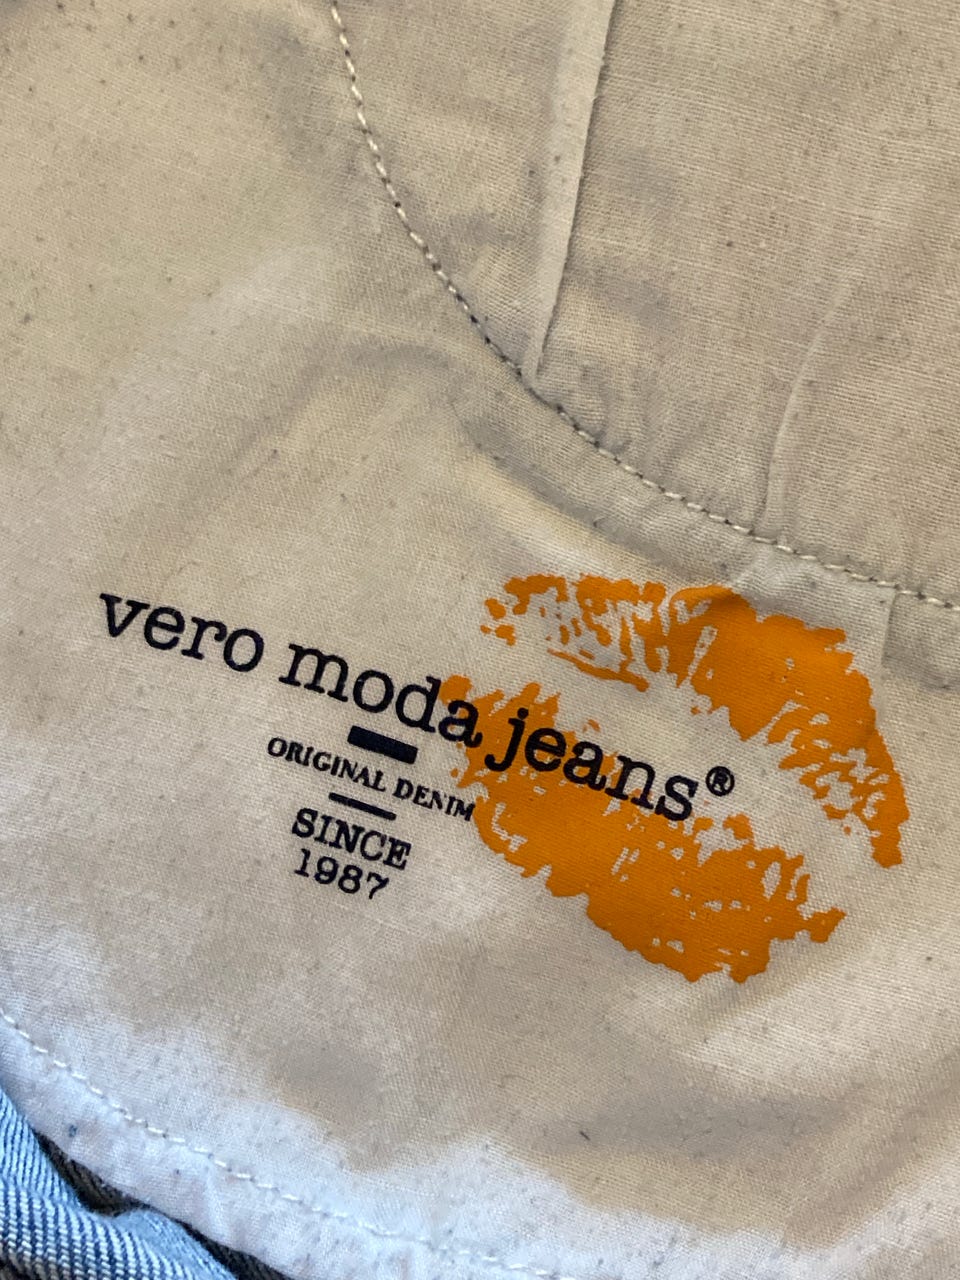 vero moda jeans®
ORIGINAL DENIM
SINCE
1987